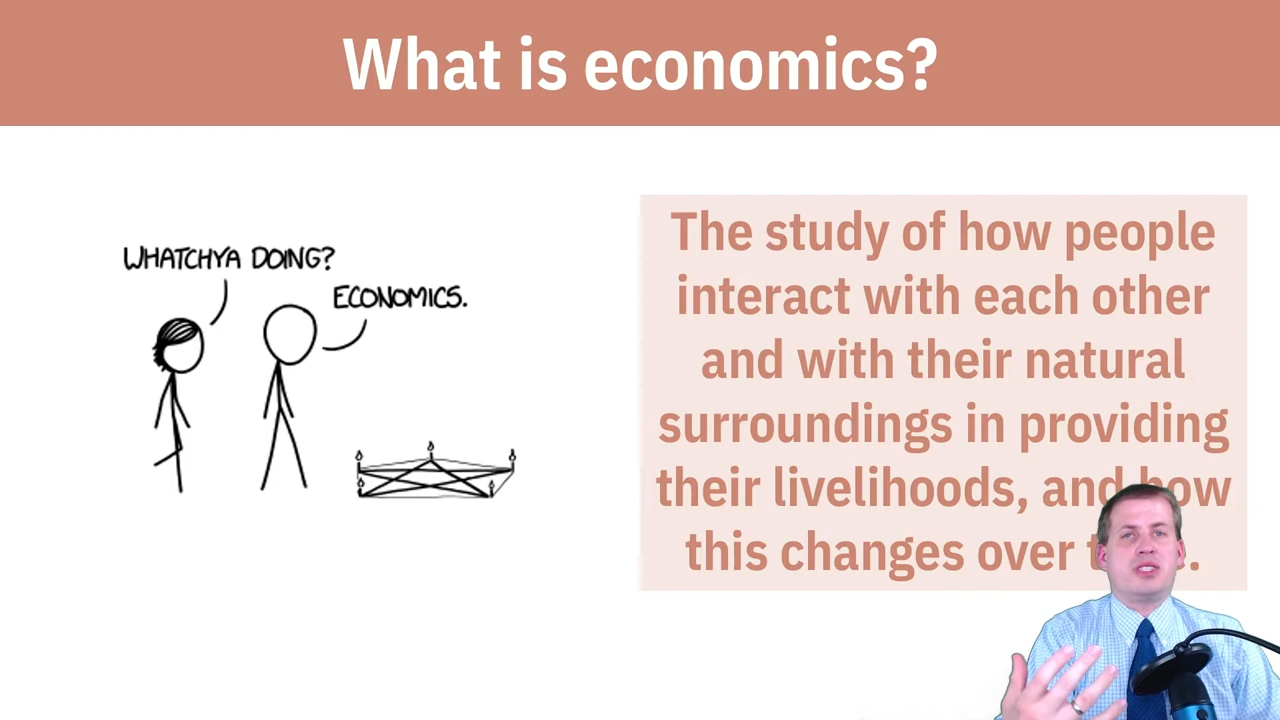 What is economics?
WHATCHYA DOING?
ECONOMICS.
The study of how people
interact with each other
and with their natural
surroundings in providing
their livelihoods, and how
this changes over